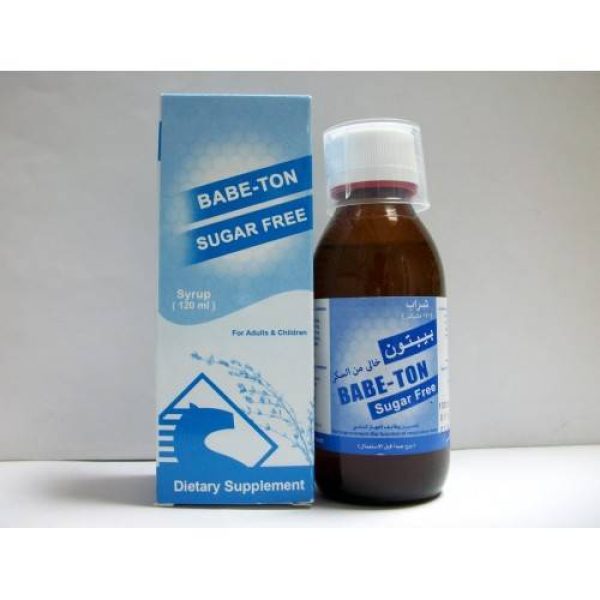 BABE-TON
SUGAR FREE
Syrup
( 120 ml )
For Adults & Children
Dietary Supplement
شراب
بيبتون
خالي من السكر
BABE-TON
Sugar Free